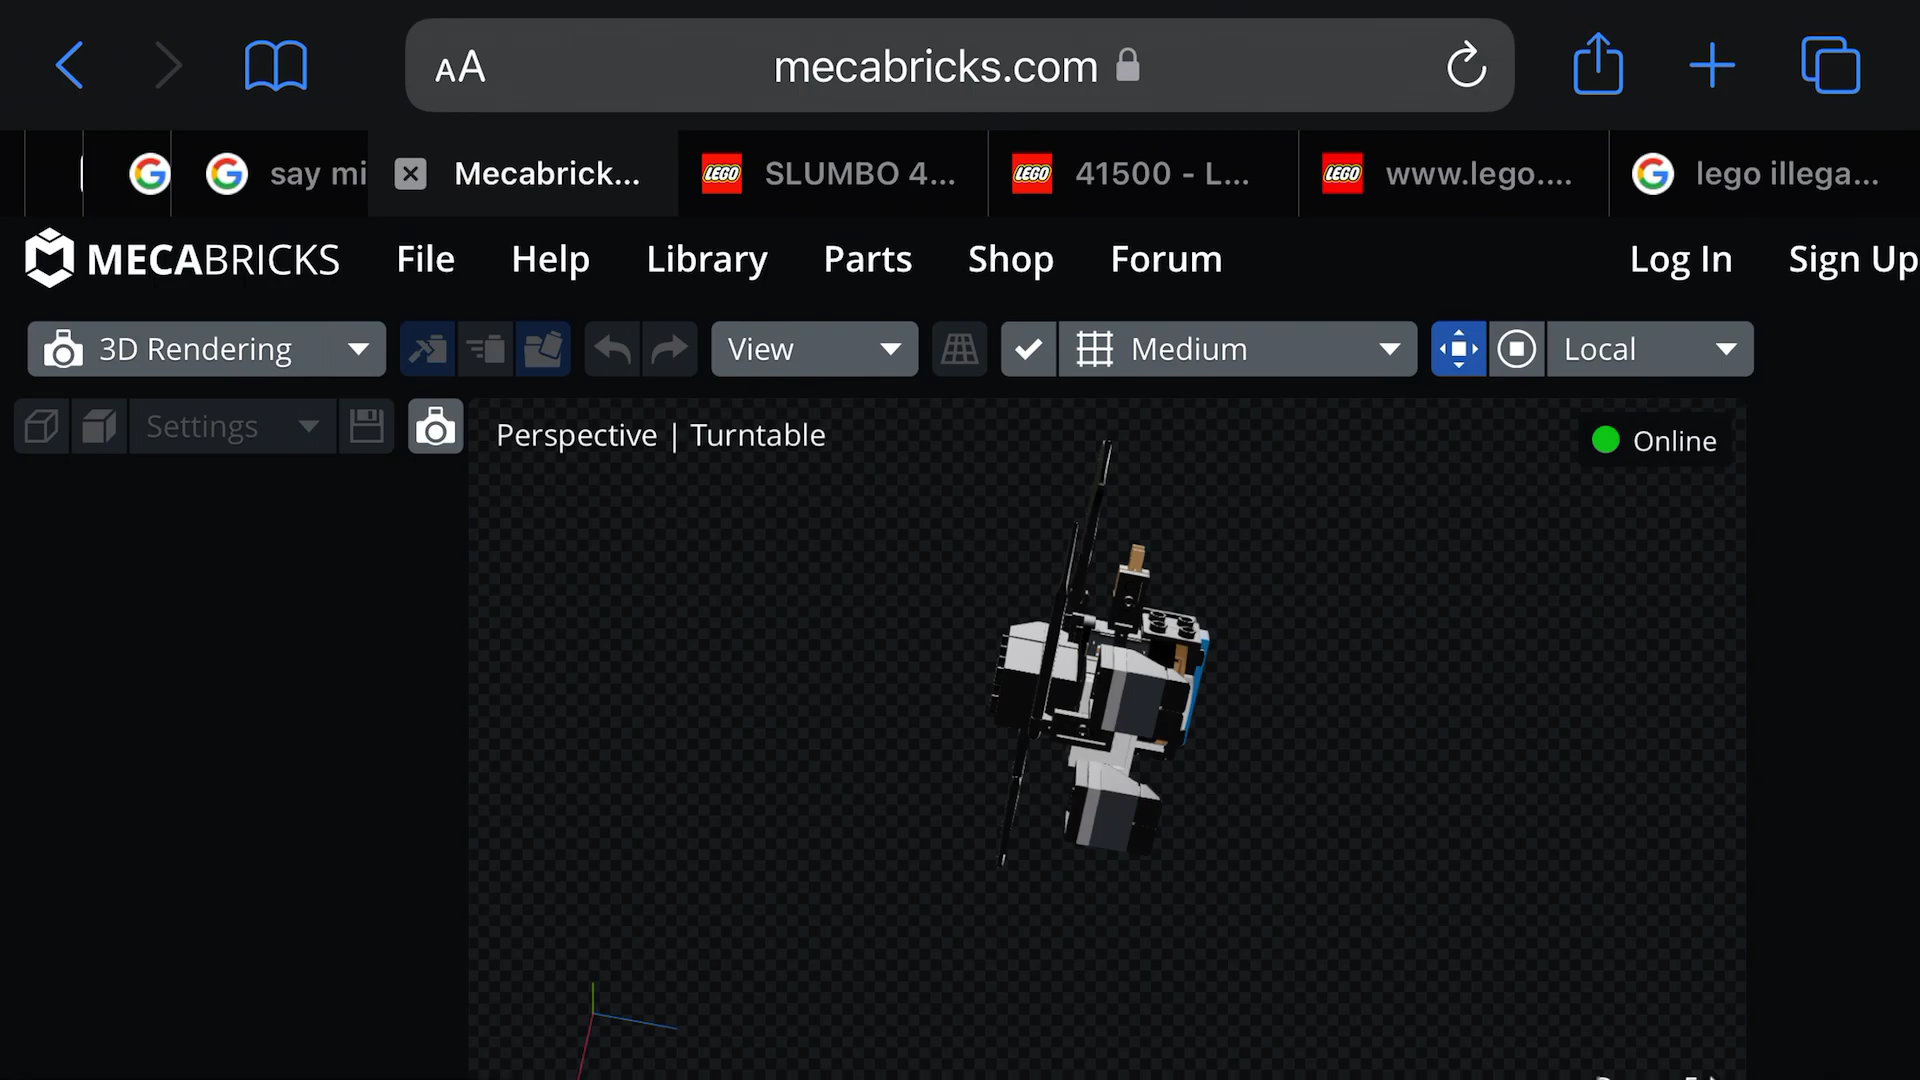 AA mecabricks.com
say mi
Mecabrick...
LEGO SLUMBO 4...
LEGO 41500 - L...
LEGO www.lego....
lego illega...
MECABRICKS File Help Library Parts Shop Forum Log In Sign Up
3D Rendering View Medium Local
Settings
Perspective | Turntable
Online